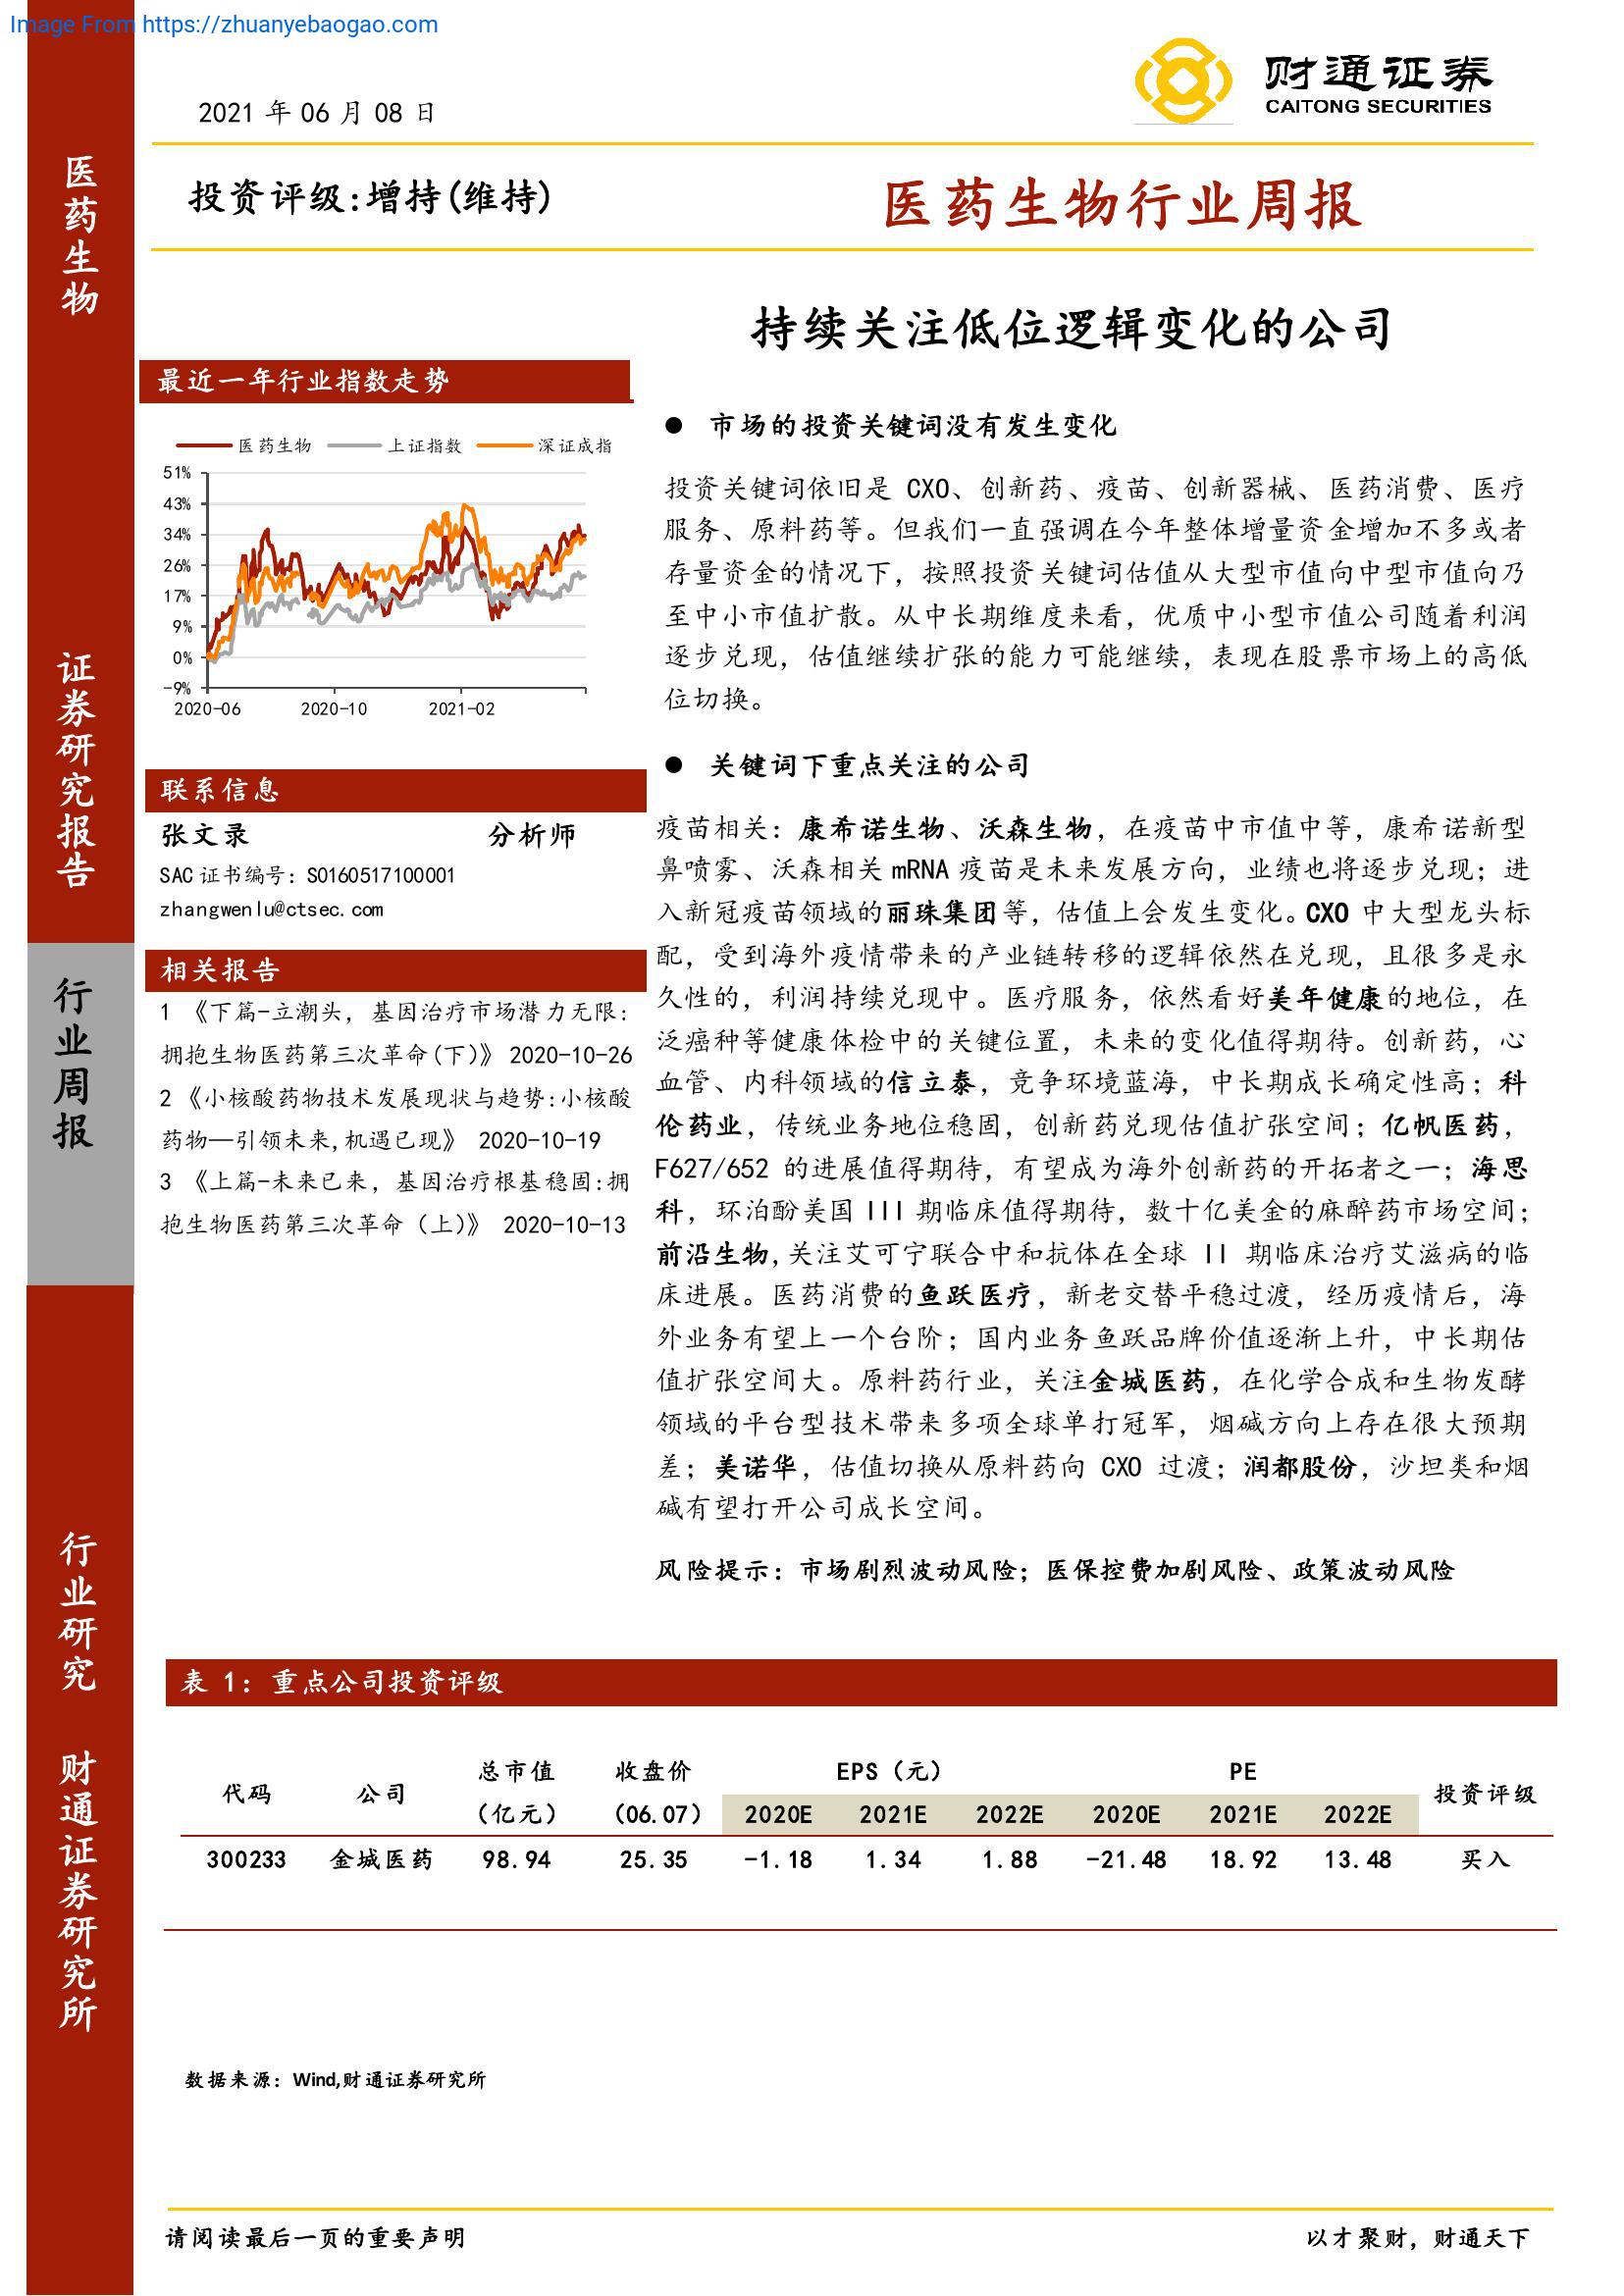 Image From https://zhuanyebaogao.com
财通证券
CAITONG SECURITIES
2021 年 06 月 08 日
投资评级:增持(维持)
医药生物行业周报
医药生物
证券研究报告
行业周报
行业研究
财通证券研究所
持续关注低位逻辑变化的公司
最近一年行业指数走势
医药生物 上证指数 深证成指
51%
43%
34%
26%
17%
9%
0%
-9%
2020-06 2020-10 2021-02
联系信息
张文录 分析师
SAC 证书编号：S0160517100001
zhangwenlu@ctsec.com
相关报告
1 《下篇-立潮头，基因治疗市场潜力无限:
拥抱生物医药第三次革命(下)》 2020-10-26
2 《小核酸药物技术发展现状与趋势:小核酸
药物—引领未来,机遇已现》 2020-10-19
3 《上篇-未来已来，基因治疗根基稳固:拥
抱生物医药第三次革命（上）》 2020-10-13
● 市场的投资关键词没有发生变化
投资关键词依旧是 CXO、创新药、疫苗、创新器械、医药消费、医疗
服务、原料药等。但我们一直强调在今年整体增量资金增加不多或者
存量资金的情况下，按照投资关键词估值从大型市值向中型市值向乃
至中小市值扩散。从中长期维度来看，优质中小型市值公司随着利润
逐步兑现，估值继续扩张的能力可能继续，表现在股票市场上的高低
位切换。
● 关键词下重点关注的公司
疫苗相关：康希诺生物、沃森生物，在疫苗中市值中等，康希诺新型
鼻喷雾、沃森相关 mRNA 疫苗是未来发展方向，业绩也将逐步兑现；进
入新冠疫苗领域的丽珠集团等，估值上会发生变化。CXO 中大型龙头标
配，受到海外疫情带来的产业链转移的逻辑依然在兑现，且很多是永
久性的，利润持续兑现中。医疗服务，依然看好美年健康的地位，在
泛癌种等健康体检中的关键位置，未来的变化值得期待。创新药，心
血管、内科领域的信立泰，竞争环境蓝海，中长期成长确定性高；科
伦药业，传统业务地位稳固，创新药兑现估值扩张空间；亿帆医药，
F627/652 的进展值得期待，有望成为海外创新药的开拓者之一；海思
科，环泊酚美国 III 期临床值得期待，数十亿美金的麻醉药市场空间；
前沿生物,关注艾可宁联合中和抗体在全球 II 期临床治疗艾滋病的临
床进展。医药消费的鱼跃医疗，新老交替平稳过渡，经历疫情后，海
外业务有望上一个台阶；国内业务鱼跃品牌价值逐渐上升，中长期估
值扩张空间大。原料药行业，关注金城医药，在化学合成和生物发酵
领域的平台型技术带来多项全球单打冠军，烟碱方向上存在很大预期
差；美诺华，估值切换从原料药向 CXO 过渡；润都股份，沙坦类和烟
碱有望打开公司成长空间。
风险提示：市场剧烈波动风险；医保控费加剧风险、政策波动风险
表 1：重点公司投资评级
代码 公司 总市值 收盘价 EPS（元） PE 投资评级
（亿元） （06.07） 2020E 2021E 2022E 2020E 2021E 2022E
300233 金城医药 98.94 25.35 -1.18 1.34 1.88 -21.48 18.92 13.48 买入
数据来源：Wind,财通证券研究所
请阅读最后一页的重要声明 以才聚财，财通天下